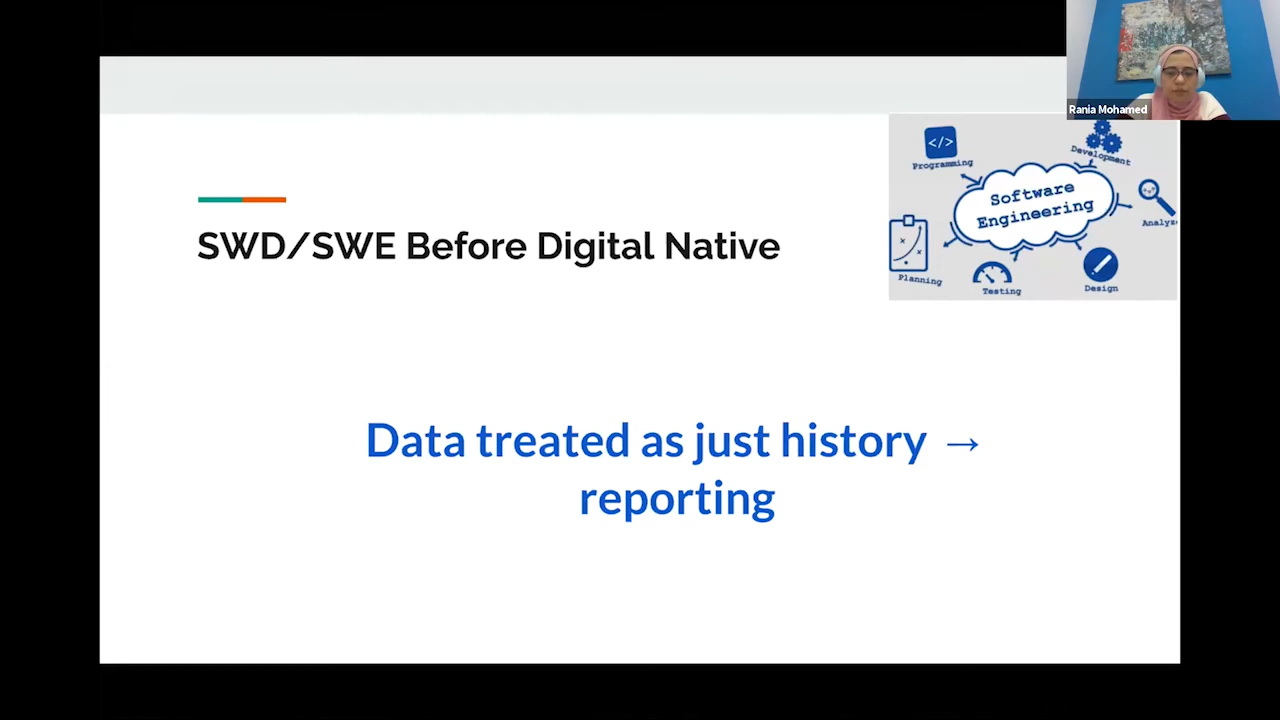 Rania Mohamed
SWD/SWE Before Digital Native
</>
Programming
Development
Software
Engineering
Analyz
Planning
Testing
Design
Data treated as just history →
reporting